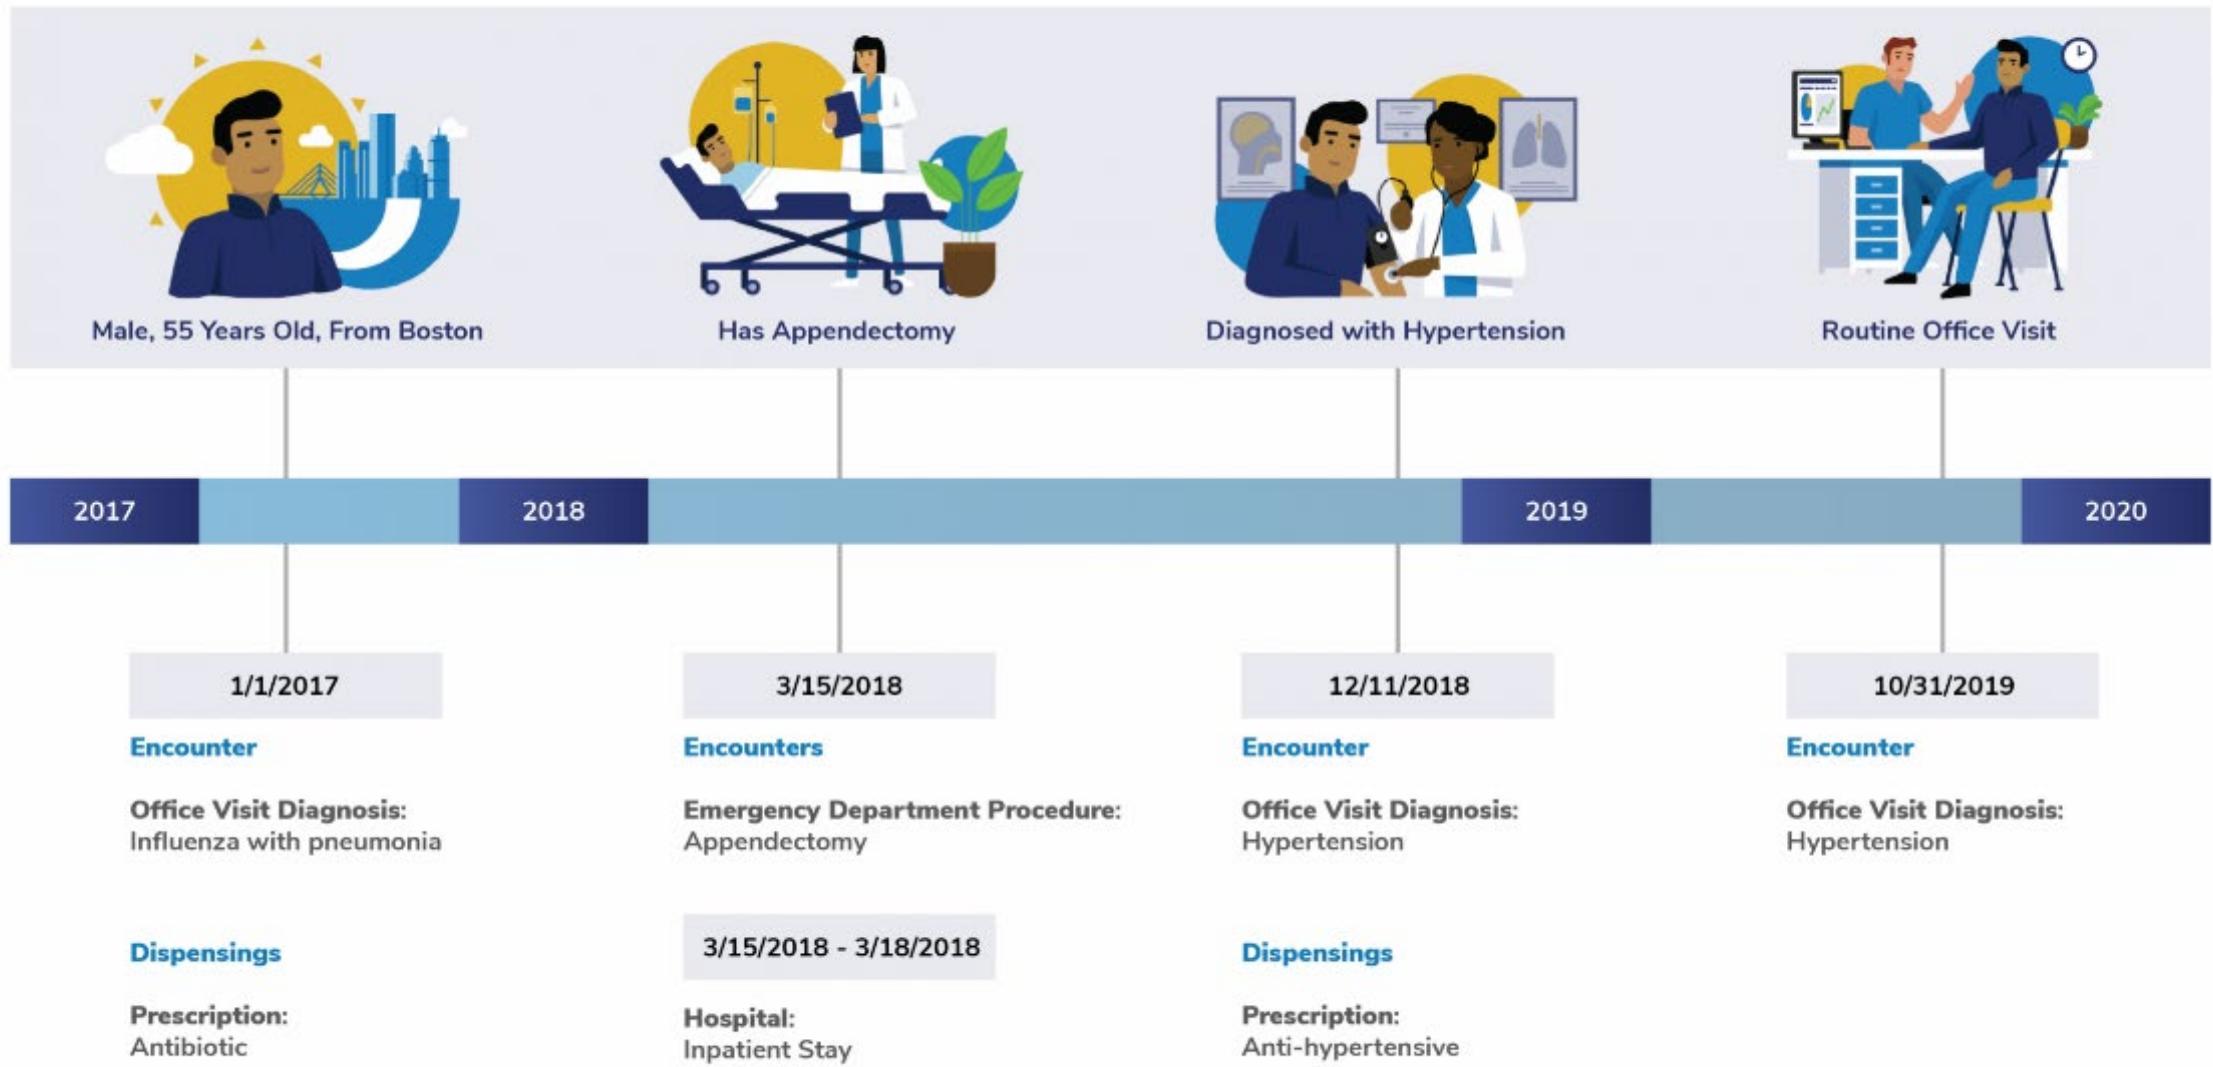 Male, 55 Years Old, From Boston
Has Appendectomy
Diagnosed with Hypertension
Routine Office Visit
2017
2018
2019
2020
1/1/2017
Encounter
Office Visit Diagnosis:
Influenza with pneumonia
Dispensings
Prescription:
Antibiotic
3/15/2018
Encounters
Emergency Department Procedure:
Appendectomy
3/15/2018 - 3/18/2018
Hospital:
Inpatient Stay
12/11/2018
Encounter
Office Visit Diagnosis:
Hypertension
Dispensings
Prescription:
Anti-hypertensive
10/31/2019
Encounter
Office Visit Diagnosis:
Hypertension